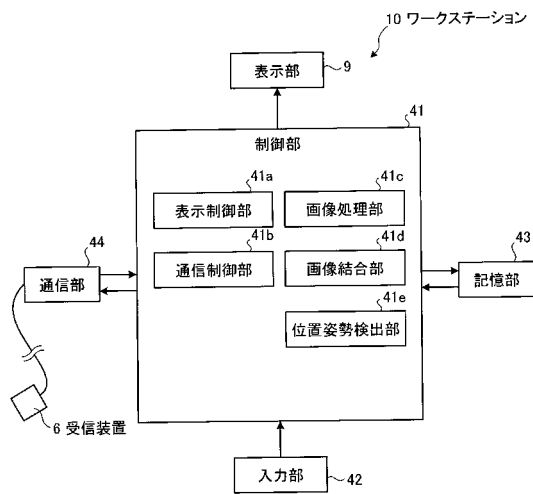 10 ワークステーション
表示部
9
41
制御部
41a
表示制御部
41c
画像処理部
41b
通信制御部
41d
画像結合部
41e
位置姿勢検出部
44
通信部
43
記憶部
6 受信装置
入力部
42